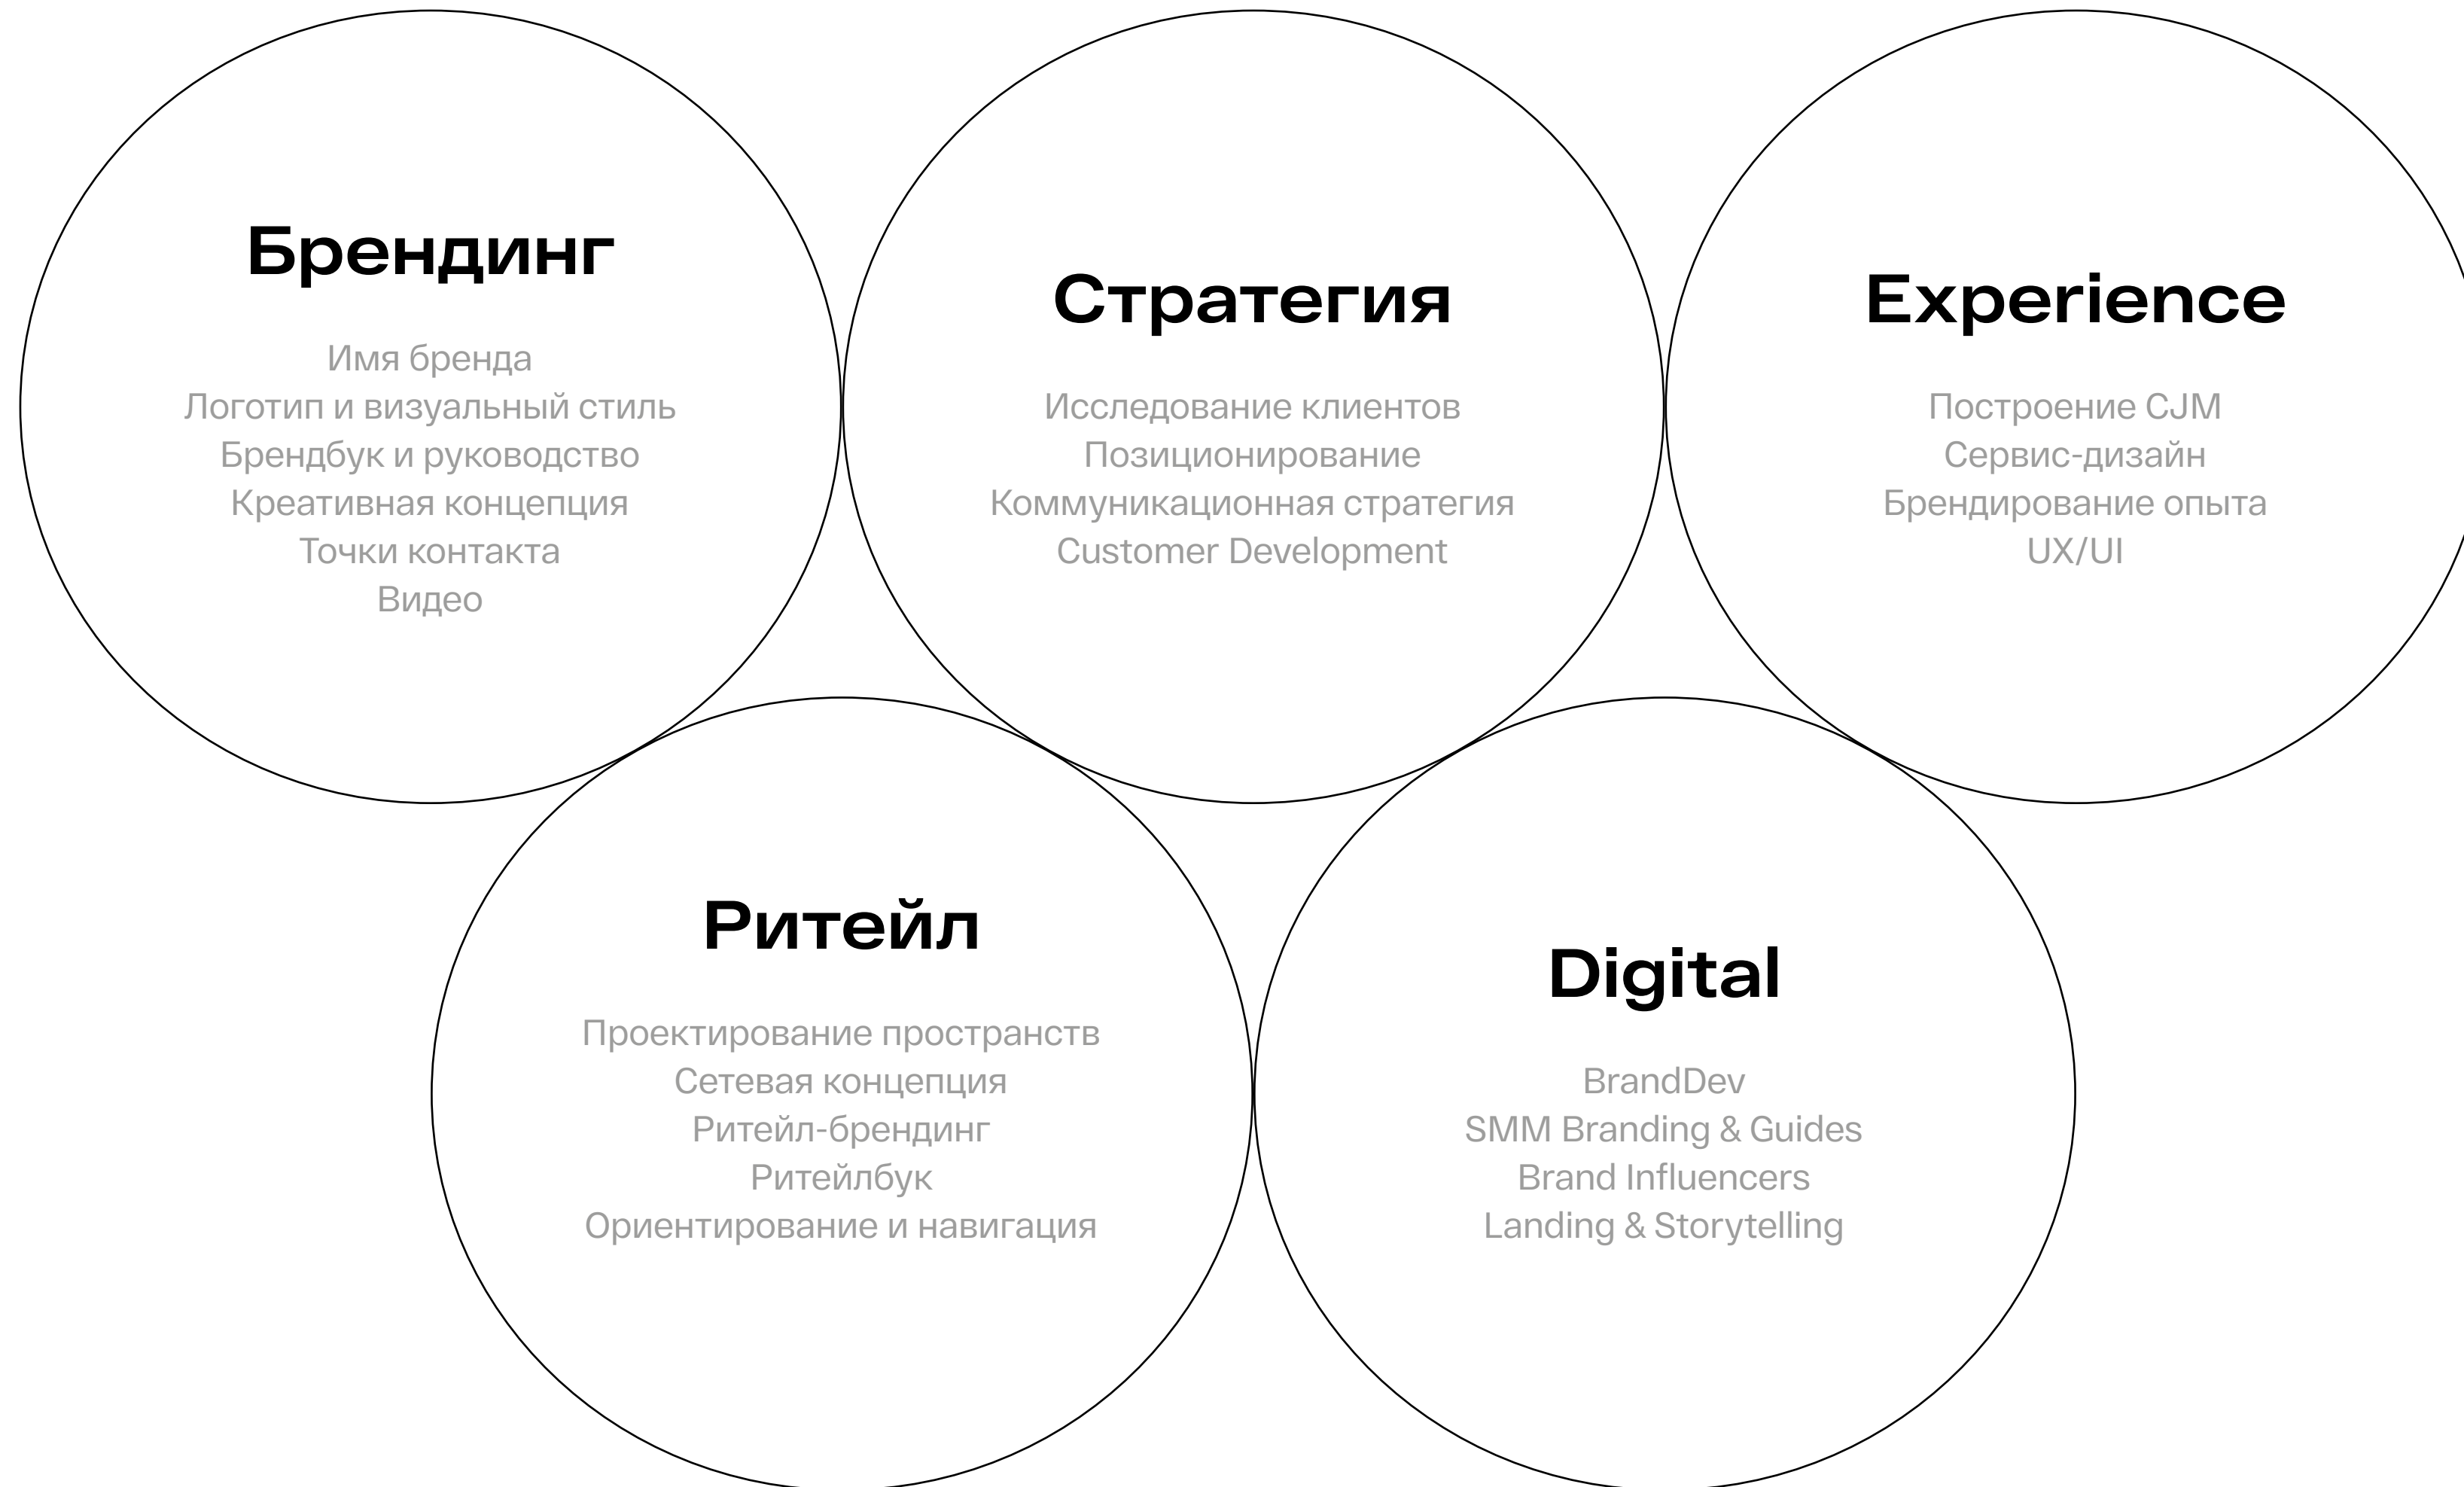 Брендинг
Имя бренда
Логотип и визуальный стиль
Брендбук и руководство
Креативная концепция
Точки контакта
Видео
Стратегия
Исследование клиентов
Позиционирование
Коммуникационная стратегия
Customer Development
Experience
Построение CJM
Сервис-дизайн
Брендирование опыта
UX/UI
Ритейл
Проектирование пространств
Сетевая концепция
Ритейл-брендинг
Ритейлбук
Ориентирование и навигация
Digital
BrandDev
SMM Branding & Guides
Brand Influencers
Landing & Storytelling